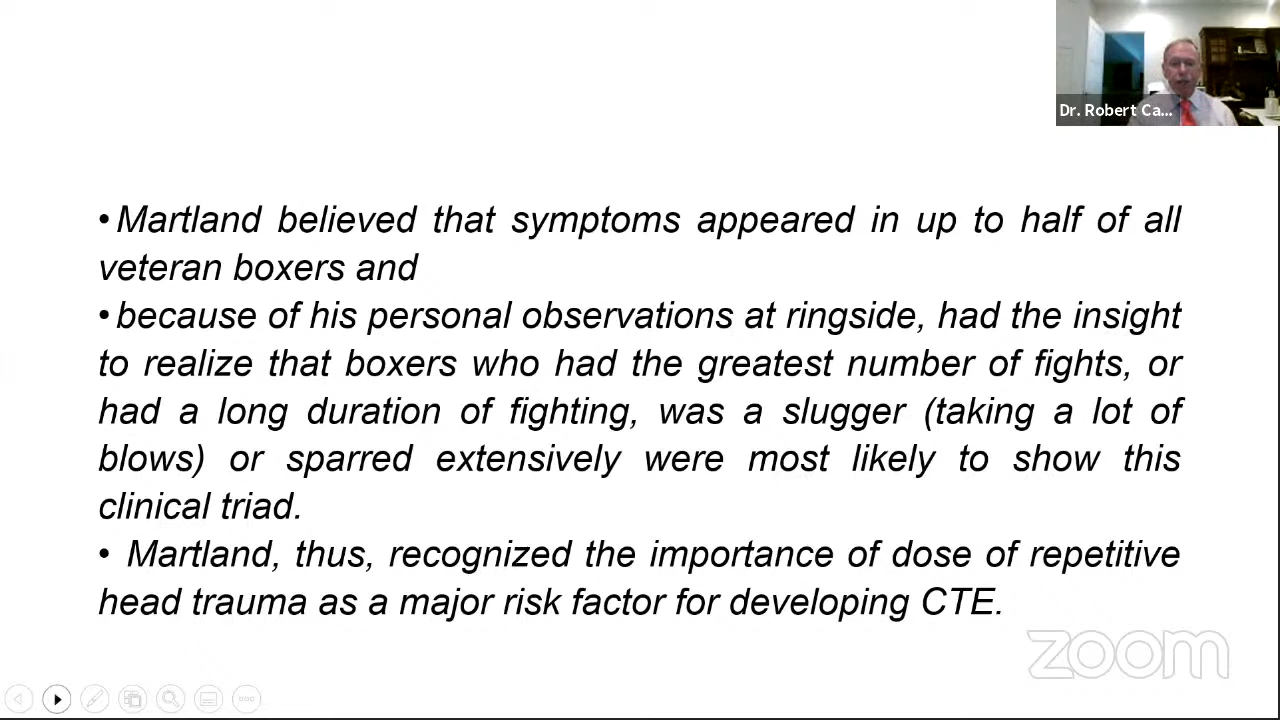 Dr. Robert Ca...
•Martland believed that symptoms appeared in up to half of all
veteran boxers and
•because of his personal observations at ringside, had the insight
to realize that boxers who had the greatest number of fights, or
had a long duration of fighting, was a slugger (taking a lot of
blows) or sparred extensively were most likely to show this
clinical triad.
• Martland, thus, recognized the importance of dose of repetitive
head trauma as a major risk factor for developing CTE.
zoom